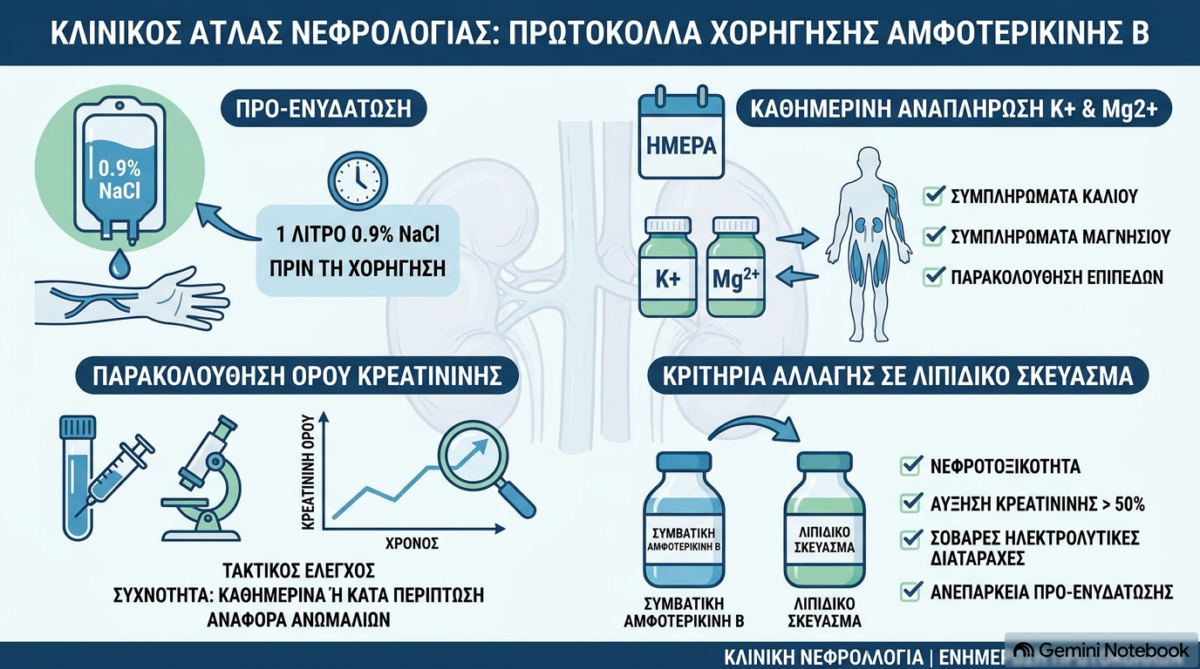 ΚΛΙΝΙΚΟΣ ΑΤΛΑΣ ΝΕΦΡΟΛΟΓΙΑΣ: ΠΡΩΤΟΚΟΛΛΑ ΧΟΡΗΓΗΣΗΣ ΑΜΦΟΤΕΡΙΚΙΝΗΣ Β
ΠΡΟ-ΕΝΥΔΑΤΩΣΗ
0.9%
NaCl
1 ΛΙΤΡΟ 0.9% NaCl
ΠΡΙΝ ΤΗ ΧΟΡΗΓΗΣΗ
ΚΑΘΗΜΕΡΙΝΗ ΑΝΑΠΛΗΡΩΣΗ K+ & Mg2+
ΗΜΕΡΑ
K+
Mg²⁺
ΣΥΜΠΛΗΡΩΜΑΤΑ ΚΑΛΙΟΥ
ΣΥΜΠΛΗΡΩΜΑΤΑ ΜΑΓΝΗΣΙΟΥ
ΠΑΡΑΚΟΛΟΥΘΗΣΗ ΕΠΙΠΕΔΩΝ
ΠΑΡΑΚΟΛΟΥΘΗΣΗ ΟΡΟΥ ΚΡΕΑΤΙΝΙΝΗΣ
ΚΡΕΑΤΙΝΙΝΗ ΟΡΟΥ
ΧΡΟΝΟΣ
ΤΑΚΤΙΚΟΣ ΕΛΕΓΧΟΣ
ΣΥΧΝΟΤΗΤΑ: ΚΑΘΗΜΕΡΙΝΑ Ή ΚΑΤΑ ΠΕΡΙΠΤΩΣΗ
ΑΝΑΦΟΡΑ ΑΝΩΜΑΛΙΩΝ
ΚΡΙΤΗΡΙΑ ΑΛΛΑΓΗΣ ΣΕ ΛΙΠΙΔΙΚΟ ΣΚΕΥΑΣΜΑ
ΣΥΜΒΑΤΙΚΗ
ΑΜΦΟΤΕΡΙΚΙΝΗ Β
ΛΙΠΙΔΙΚΟ
ΣΚΕΥΑΣΜΑ
ΣΥΜΒΑΤΙΚΗ
ΑΜΦΟΤΕΡΙΚΙΝΗ Β
ΛΙΠΙΔΙΚΟ
ΣΚΕΥΑΣΜΑ
ΝΕΦΡΟΤΟΞΙΚΟΤΗΤΑ
ΑΥΞΗΣΗ ΚΡΕΑΤΙΝΙΝΗΣ > 50%
ΣΟΒΑΡΕΣ ΗΛΕΚΤΡΟΛΥΤΙΚΕΣ
ΔΙΑΤΑΡΑΧΕΣ
ΑΝΕΠΑΡΚΕΙΑ ΠΡΟ-ΕΝΥΔΑΤΩΣΗΣ
ΚΛΙΝΙΚΗ ΝΕΦΡΟΛΟΓΙΑ |
Gemini Notebook